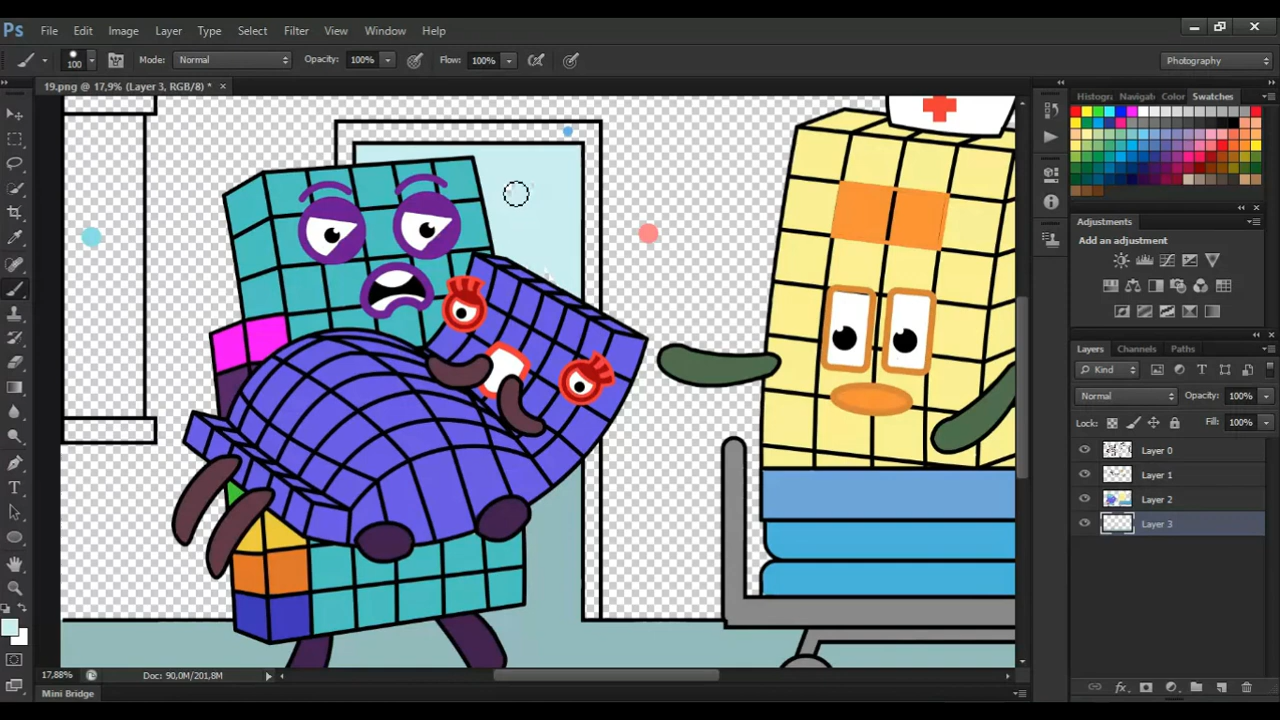 Ps File Edit Image Layer Type Select Filter View Window Help
100 Mode: Normal Opacity: 100% Flow: 100% Photography
19.png @ 17,9% (Layer 3, RGB/8) * ×
Histogr Navigat Color Swatches
Adjustments
Add an adjustment
Layers Channels Paths
Kind
Normal Opacity: 100%
Lock: Fill: 100%
Layer 0
Layer 1
Layer 2
Layer 3
T
17,88% Doc: 90,0M/201,8M
Mini Bridge